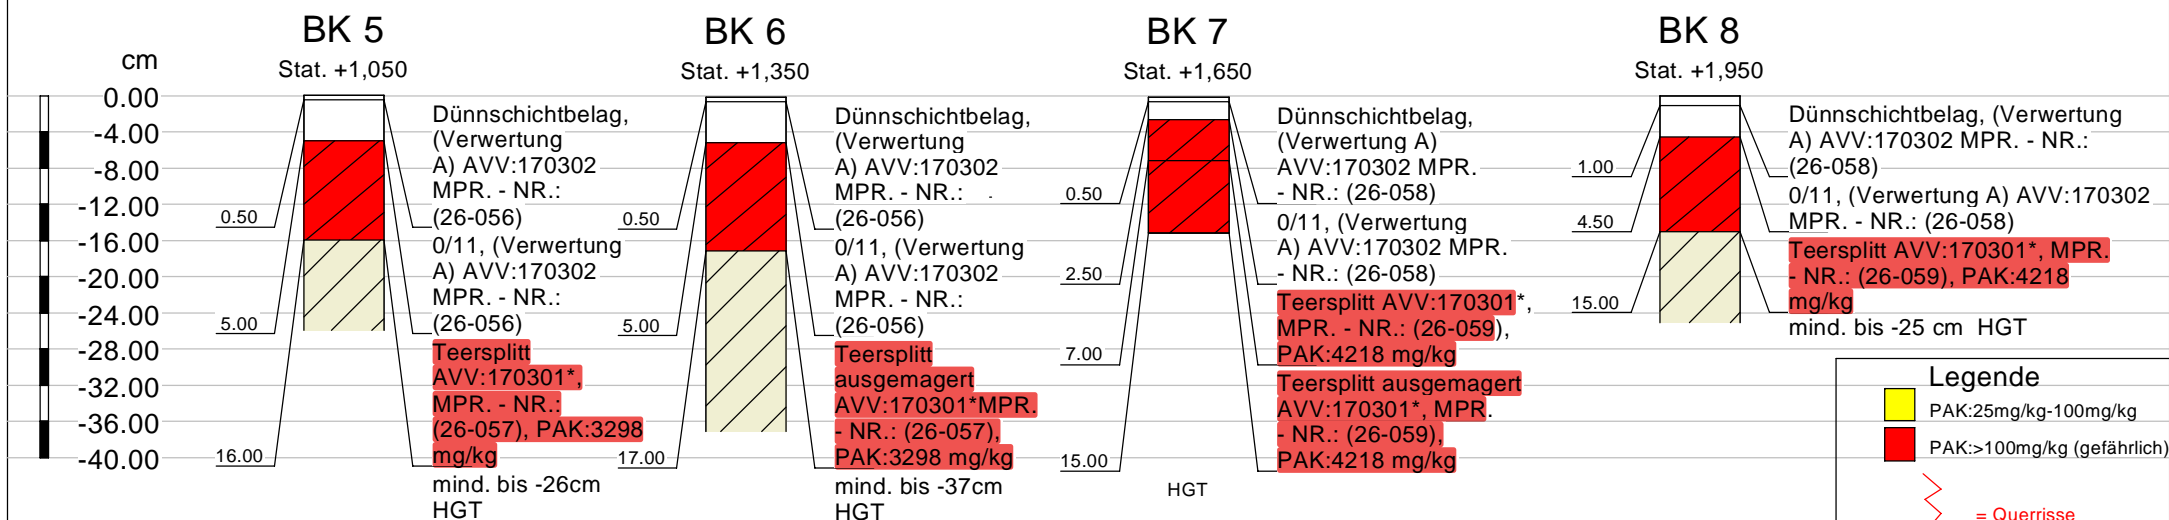 BK 5
Stat. +1,050
BK 6
Stat. +1,350
BK 7
Stat. +1,650
BK 8
Stat. +1,950
cm
0.00
-4.00
-8.00
-12.00
-16.00
-20.00
-24.00
-28.00
-32.00
-36.00
-40.00
0.50
5.00
16.00
Dünnschichtbelag,
(Verwertung
A) AVV:170302
MPR. - NR.:
(26-056)
0/11, (Verwertung
A) AVV:170302
MPR. - NR.:
(26-056)
Teersplitt
AVV:170301*,
MPR. - NR.:
(26-057), PAK:3298
mg/kg
mind. bis -26cm
HGT
0.50
5.00
17.00
Dünnschichtbelag,
(Verwertung
A) AVV:170302
MPR. - NR.:
(26-056)
0/11, (Verwertung
A) AVV:170302
MPR. - NR.:
(26-056)
Teersplitt
ausgemagert
AVV:170301*MPR.
- NR.: (26-057),
PAK:3298 mg/kg
mind. bis -37cm
HGT
0.50
2.50
7.00
15.00
HGT
Dünnschichtbelag,
(Verwertung A)
AVV:170302 MPR.
- NR.: (26-058)
0/11, (Verwertung
A) AVV:170302 MPR.
- NR.: (26-058)
Teersplitt AVV:170301*,
MPR. - NR.: (26-059),
PAK:4218 mg/kg
Teersplitt ausgemagert
AVV:170301*, MPR.
- NR.: (26-059),
PAK:4218 mg/kg
1.00
4.50
15.00
Dünnschichtbelag, (Verwertung
A) AVV:170302 MPR. - NR.:
(26-058)
0/11, (Verwertung A) AVV:170302
MPR. - NR.: (26-058)
Teersplitt AVV:170301*, MPR.
- NR.: (26-059), PAK:4218
mg/kg
mind. bis -25 cm HGT
Legende
PAK:25mg/kg-100mg/kg
PAK:>100mg/kg (gefährlich)
= Querrisse